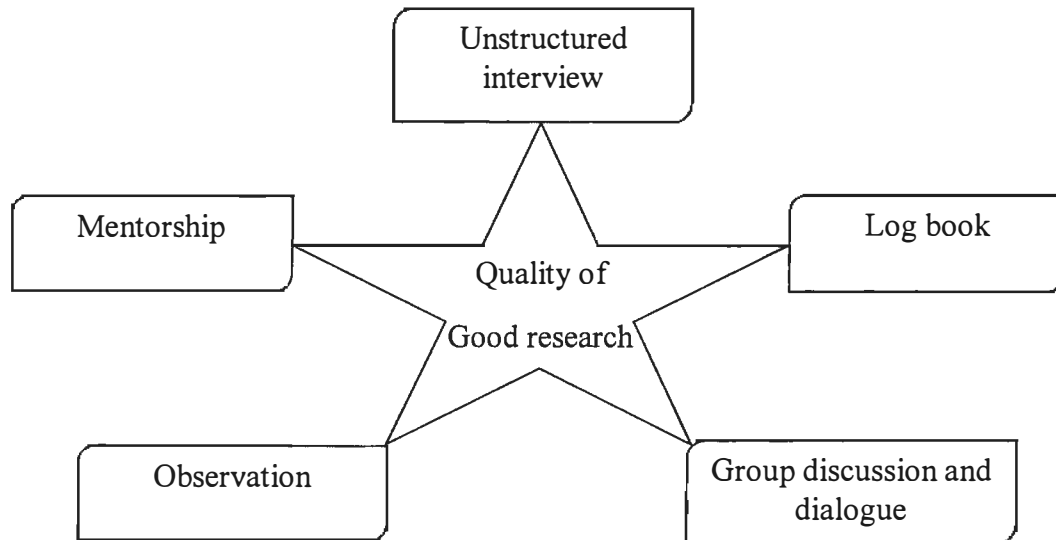 Unstructured
interview
Mentorship
Log book
Quality of
Good research
Observation
Group discussion and
dialogue